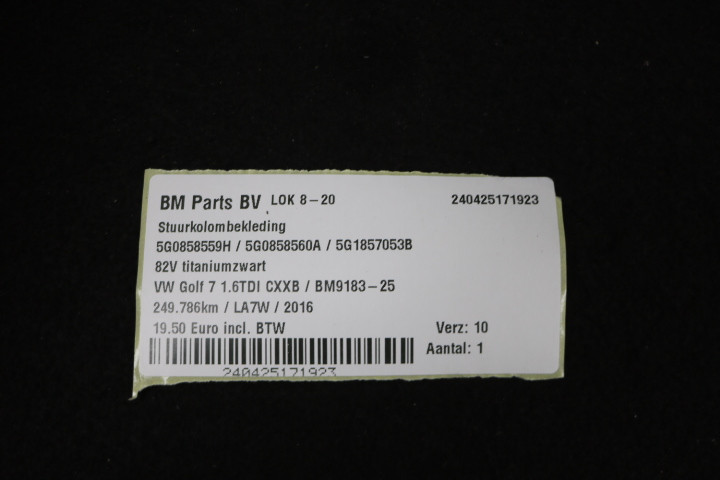 BM Parts BV LOK 8-20 240425171923
Stuurkolombekleding
5G0858559H / 5G0858560A / 5G1857053B
82V titaniumzwart
VW Golf 7 1.6TDI CXXB / BM9183-25
249.786km / LA7W / 2016
19.50 Euro incl. BTW Verz: 10
Aantal: 1
240425171923